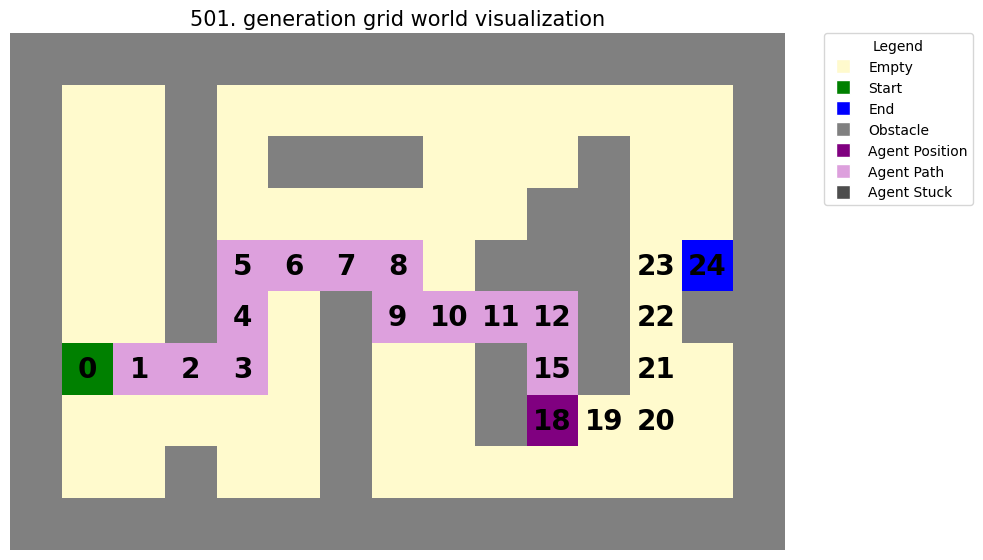 501. generation grid world visualization
Legend
Empty
Start
End
Obstacle
Agent Position
Agent Path
Agent Stuck
5 6 7 8 23 24
4 9 10 11 12 22
0 1 2 3 15 21
18 19 20